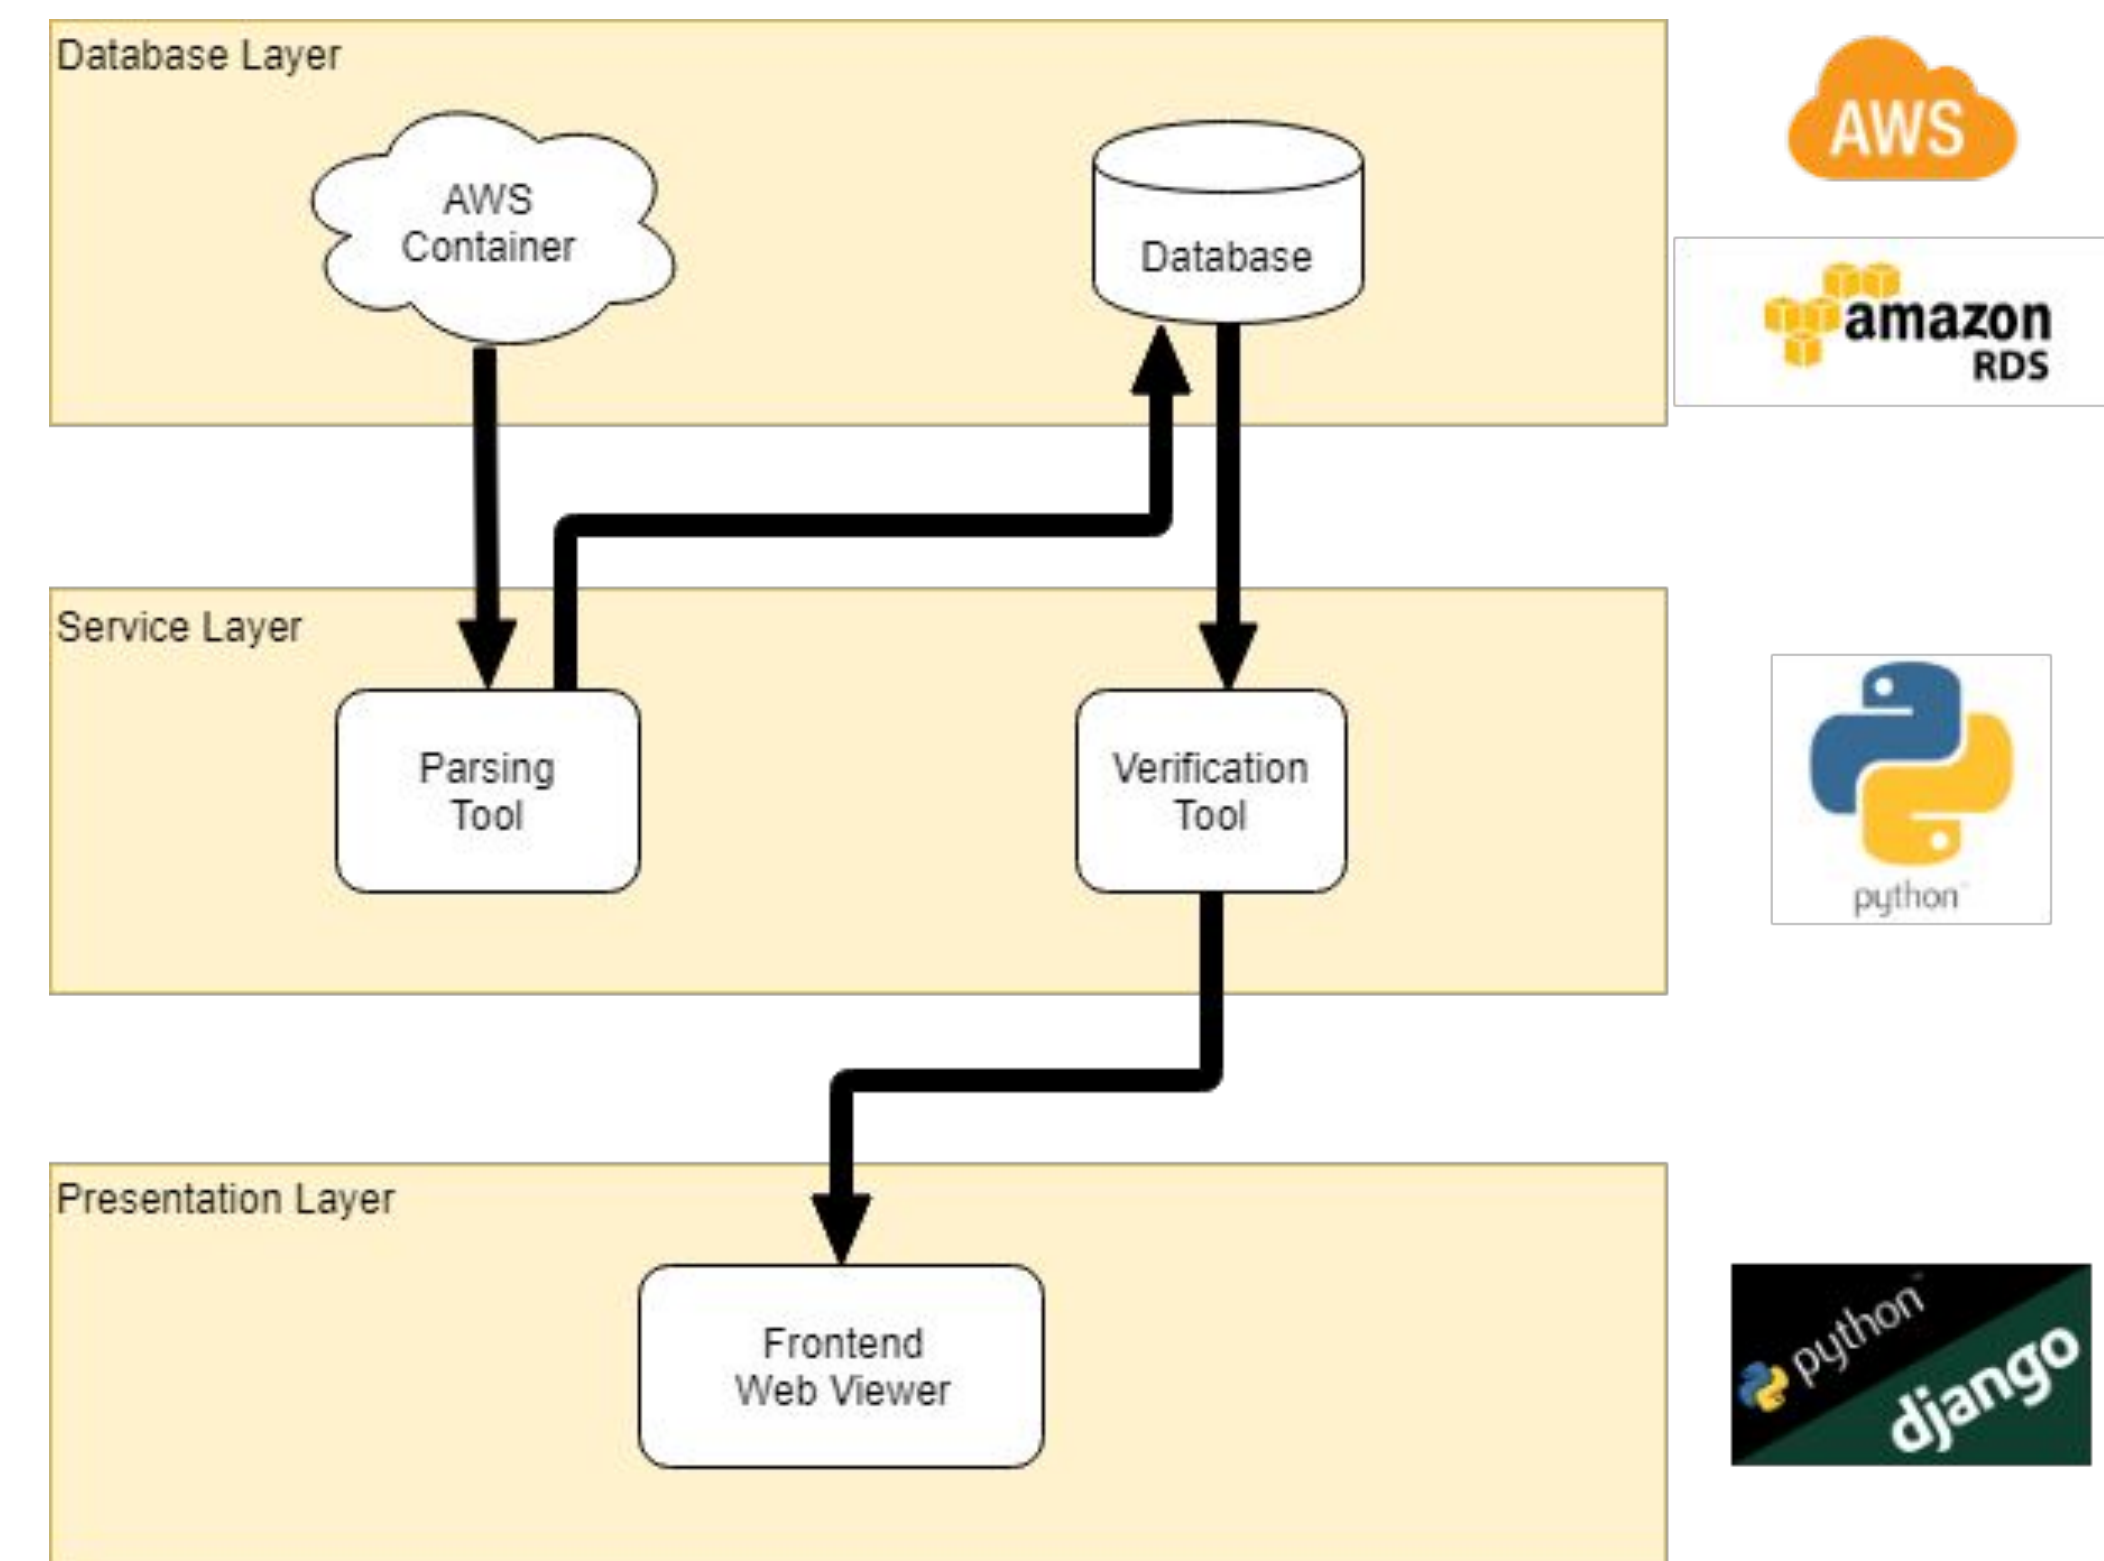 Database Layer
AWS
Container
Database
AWS
amazon
RDS
Service Layer
Parsing
Tool
Verification
Tool
python
Presentation Layer
Frontend
Web Viewer
python
django